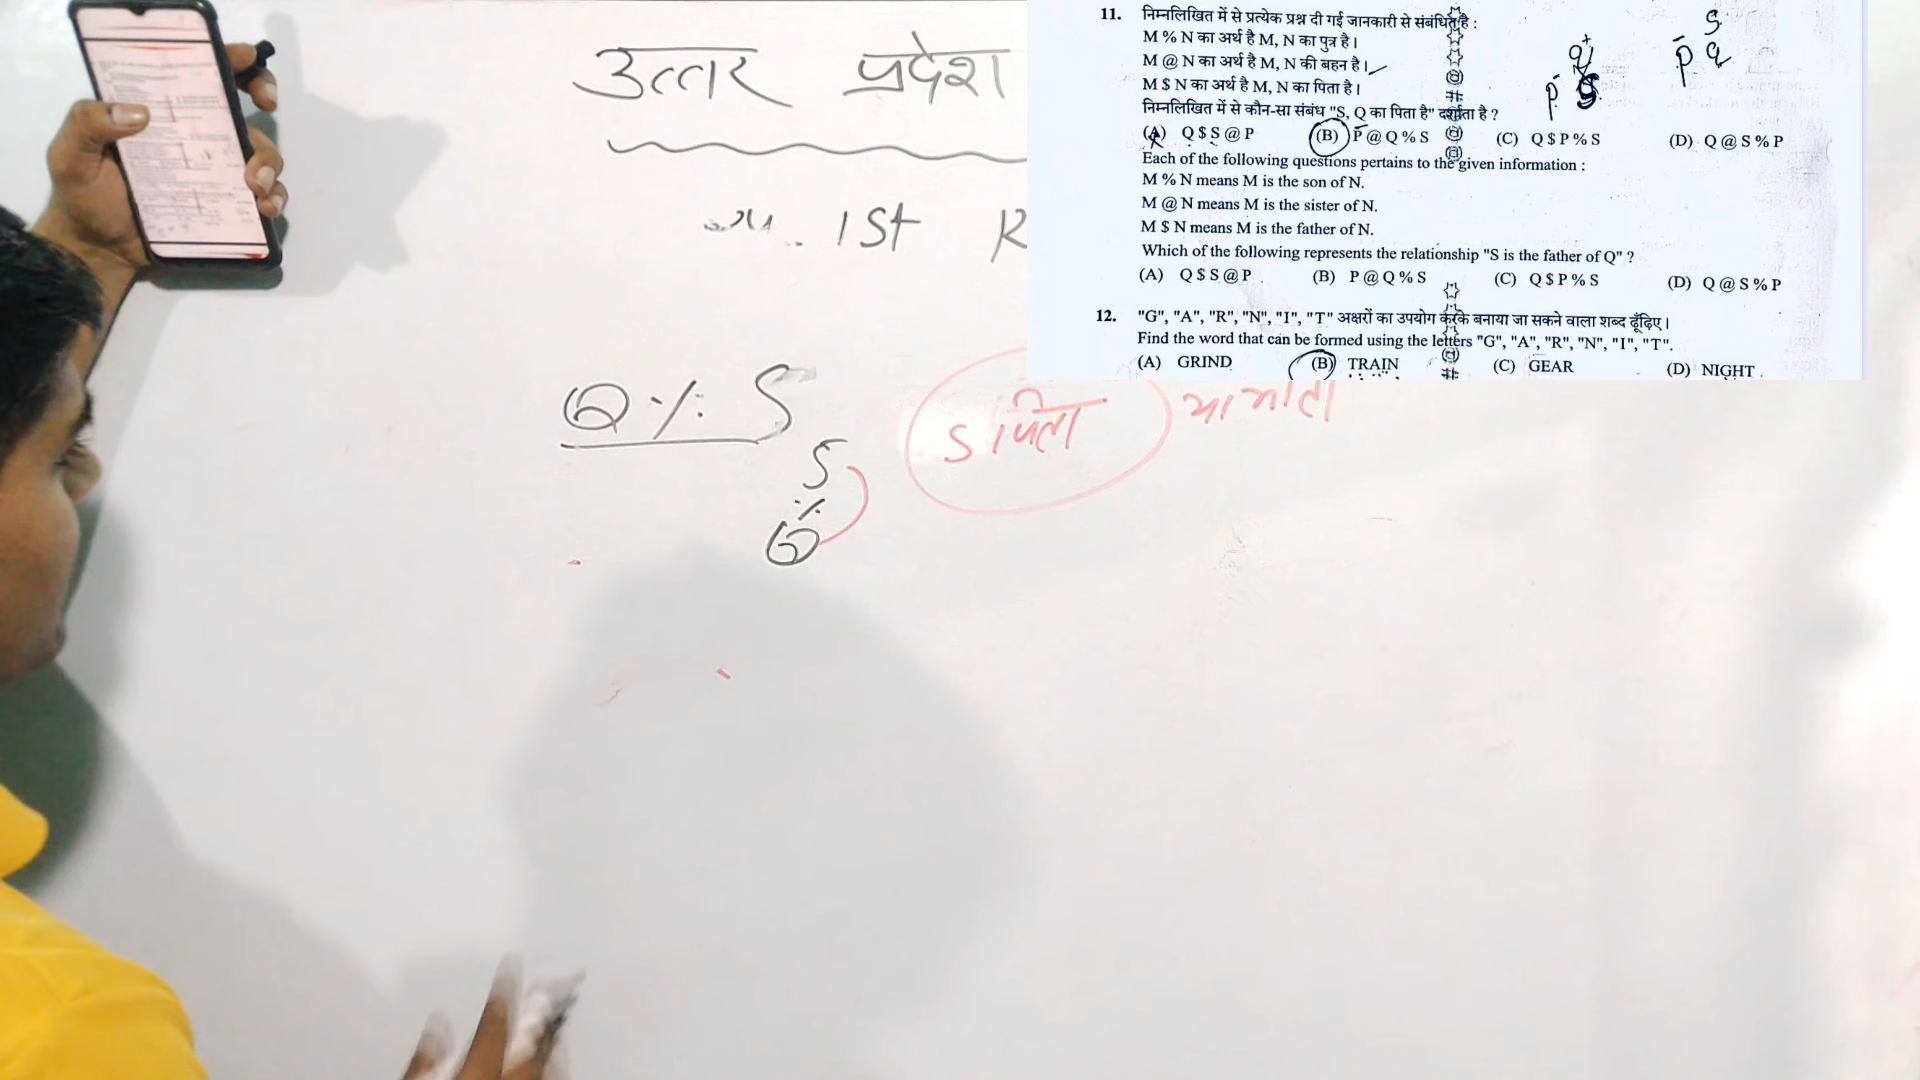 उत्तर प्रदेश
1st R
Q % S
S
%
Q
S पिता या माता
11. निम्नलिखित में से प्रत्येक प्रश्न दी गई जानकारी से संबंधित है :
M % N का अर्थ है M, N का पुत्र है।
M @ N का अर्थ है M, N की बहन है।
M $ N का अर्थ है M, N का पिता है।
निम्नलिखित में से कौन-सा संबंध "S, Q का पिता है" दर्शाता है ?
(A) Q $ S @ P (B) P @ Q % S (C) Q $ P % S (D) Q @ S % P
Each of the following questions pertains to the given information :
M % N means M is the son of N.
M @ N means M is the sister of N.
M $ N means M is the father of N.
Which of the following represents the relationship "S is the father of Q" ?
(A) Q $ S @ P (B) P @ Q % S (C) Q $ P % S (D) Q @ S % P
12. "G", "A", "R", "N", "I", "T" अक्षरों का उपयोग करके बनाया जा सकने वाला शब्द ढूँढ़िए।
Find the word that can be formed using the letters "G", "A", "R", "N", "I", "T".
(A) GRIND (B) TRAIN (C) GEAR (D) NIGHT
S
P Q
Q
P S